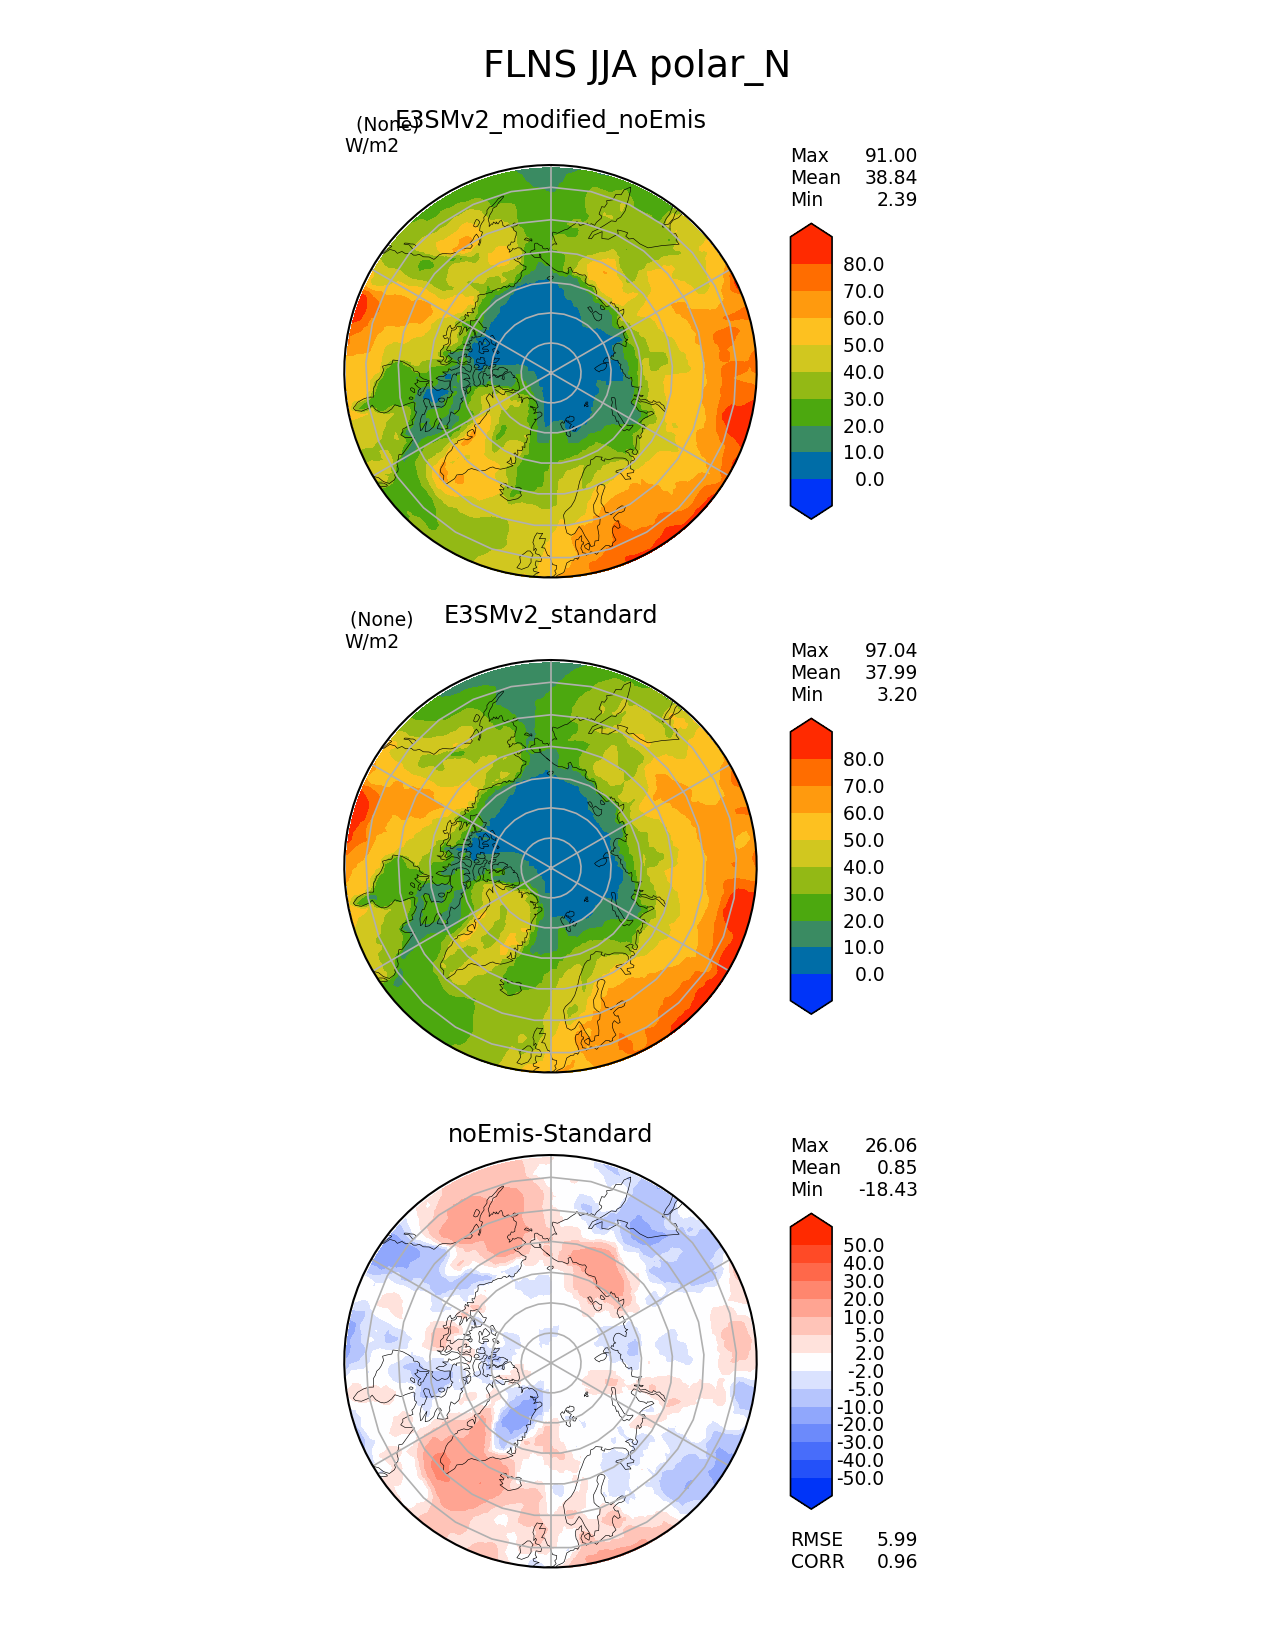 FLNS JJA polar_N
E3SMv2_modified_noEmis
(None)
W/m2
Max 91.00
Mean 38.84
Min 2.39
80.0
70.0
60.0
50.0
40.0
30.0
20.0
10.0
0.0
E3SMv2_standard
(None)
W/m2
Max 97.04
Mean 37.99
Min 3.20
80.0
70.0
60.0
50.0
40.0
30.0
20.0
10.0
0.0
noEmis-Standard
Max 26.06
Mean 0.85
Min -18.43
50.0
40.0
30.0
20.0
10.0
5.0
2.0
-2.0
-5.0
-10.0
-20.0
-30.0
-40.0
-50.0
RMSE 5.99
CORR 0.96